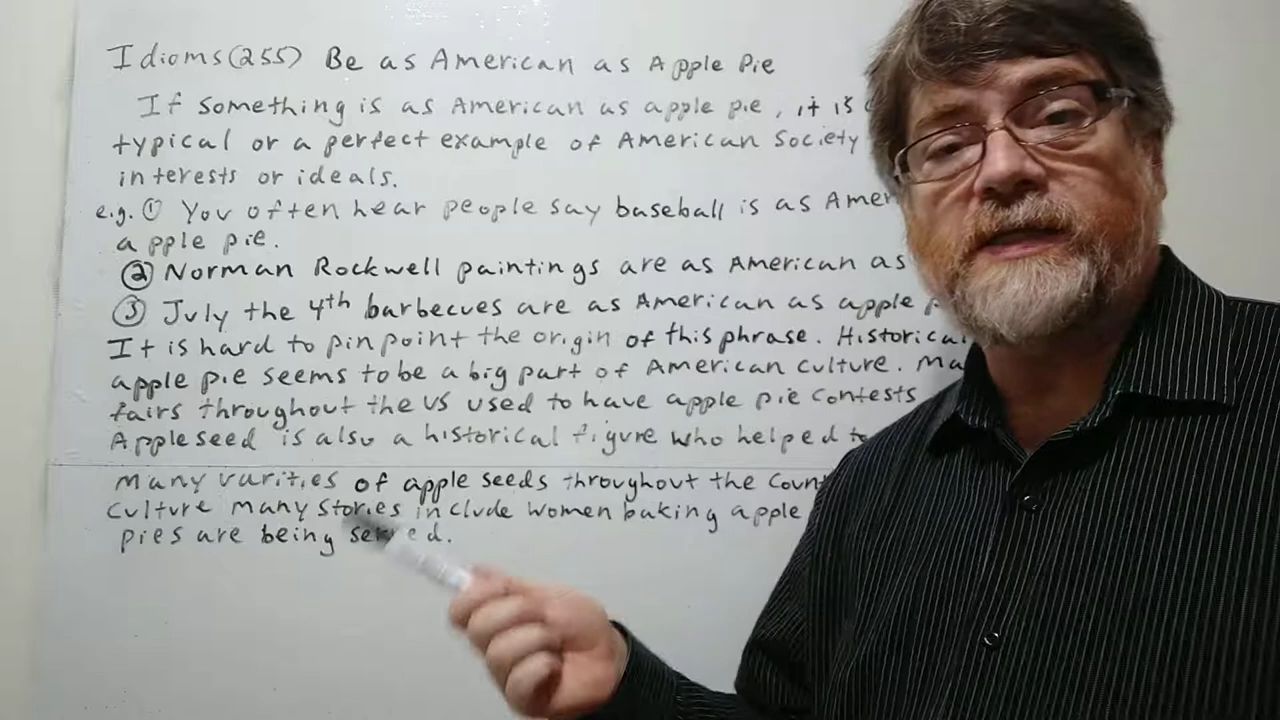 Idioms(255) Be as American as Apple Pie
If something is as American as apple pie, it is
typical or a perfect example of American Society
interests or ideals.
e.g. ① You often hear people say baseball is as
apple pie.
② Norman Rockwell paintings are as American as
③ July the 4th barbecues are as American as apple
It is hard to pinpoint the origin of this phrase.
apple pie seems to be a big part of American culture.
fairs throughout the US used to have apple pie contests
Appleseed is also a historical figure who helped
many varities of apple seeds throughout the
Culture many stories include women baking apple
pies are being served.